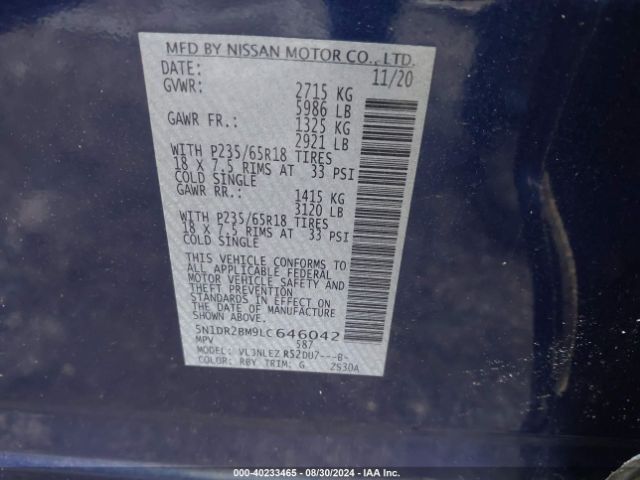 MFD BY NISSAN MOTOR CO., LTD.
DATE: 11/20
GVWR: 2715 KG
5986 LB
GAWR FR.: 1325 KG
2921 LB
WITH P235/65R18 TIRES
18 X 7.5 RIMS AT 33 PSI
COLD SINGLE
GAWR RR.: 1415 KG
3120 LB
WITH P235/65R18 TIRES
18 X 7.5 RIMS AT 33 PSI
COLD SINGLE
THIS VEHICLE CONFORMS TO
ALL APPLICABLE FEDERAL
MOTOR VEHICLE SAFETY AND
THEFT PREVENTION
STANDARDS IN EFFECT ON
THE DATE OF MANUFACTURE
5N1DR2BM9LC646042
MPV 587
MODEL: VL3NLEZ R52DU7---B-
COLOR: RBY TRIM: G 2S30A
000-40233465 - 08/30/2024 - IAA Inc.